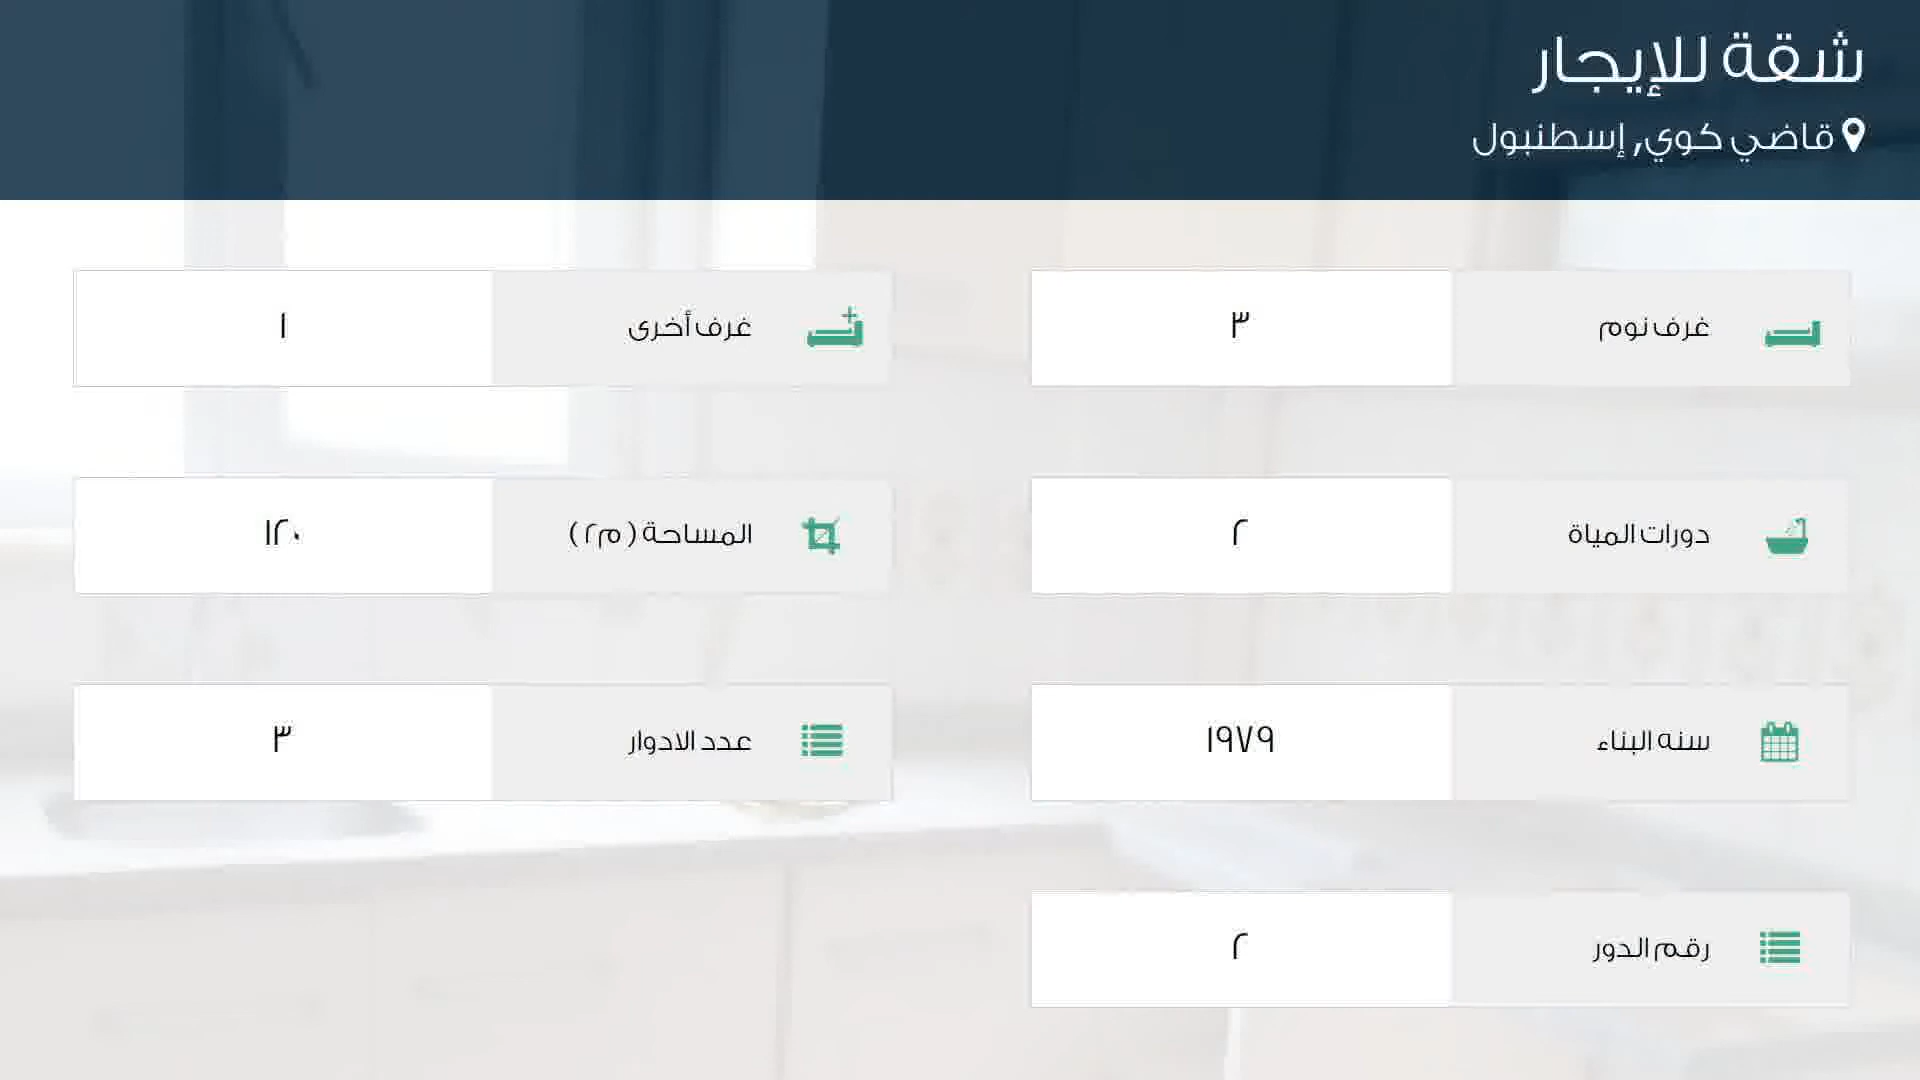 شقة للإيجار
قاضي كوي, إسطنبول
غرف نوم ٣
غرف أخرى ١
دورات المياة ٢
المساحة ( م٢ ) ١٢٠
سنه البناء ١٩٧٩
عدد الادوار ٣
رقم الدور ٢